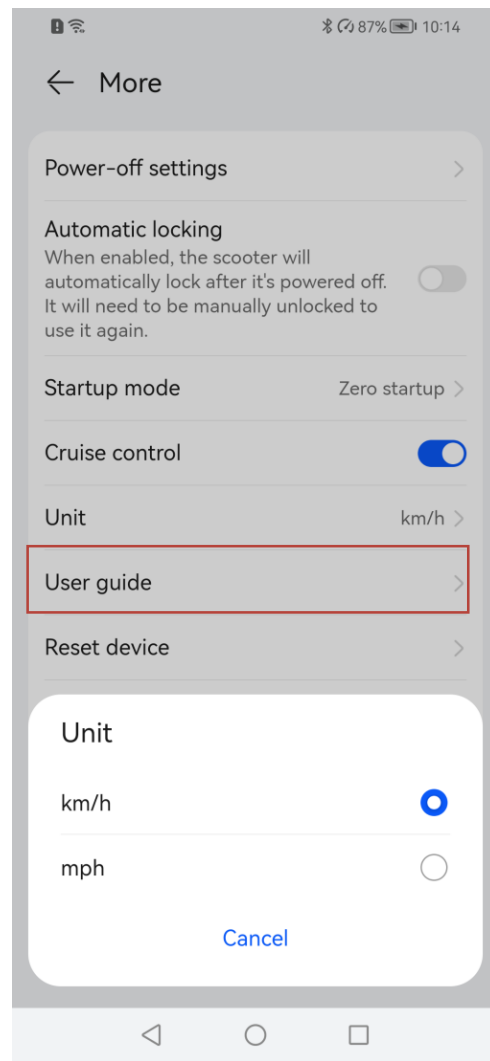 87% 10:14
More
Power-off settings
Automatic locking
When enabled, the scooter will
automatically lock after it's powered off.
It will need to be manually unlocked to
use it again.
Startup mode Zero startup
Cruise control
Unit km/h
User guide
Reset device
Unit
km/h
mph
Cancel